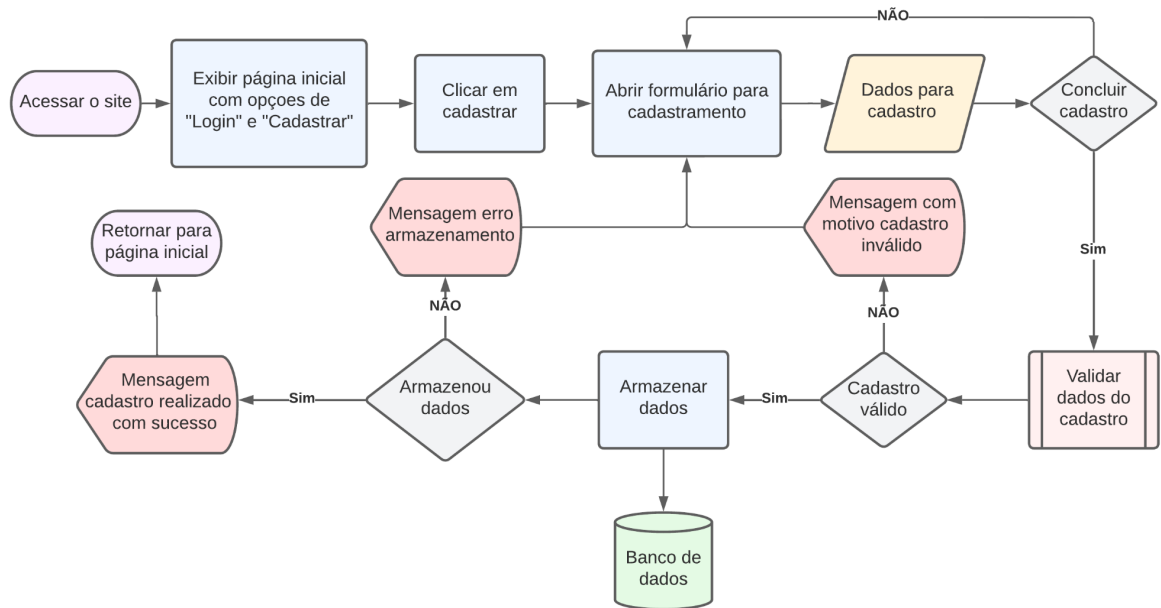 NÃO
Acessar o site
Exibir página inicial
com opçoes de
"Login" e "Cadastrar"
Clicar em
cadastrar
Abrir formulário para
cadastramento
Dados para
cadastro
Concluir
cadastro
Sim
Retornar para
página inicial
Mensagem erro
armazenamento
Mensagem com
motivo cadastro
inválido
NÃO
NÃO
Mensagem
cadastro realizado
com sucesso
Sim
Armazenou
dados
Armazenar
dados
Sim
Cadastro
válido
Validar
dados do
cadastro
Banco de
dados